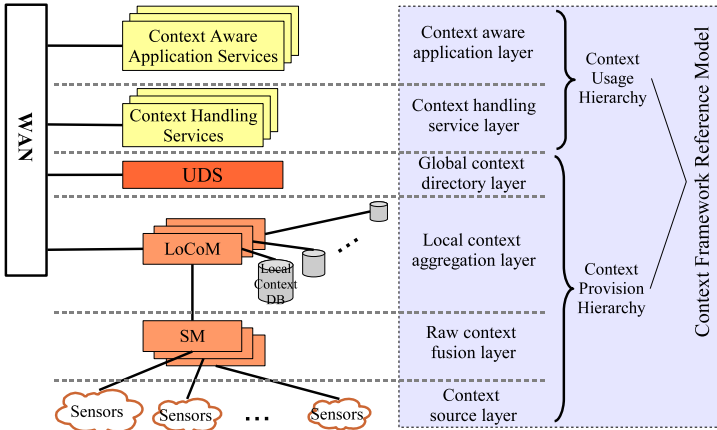 WAN
Context Aware
Application Services
Context Handling
Services
UDS
LoCoM
Local
Context
DB
...
SM
Sensors
Sensors
...
Sensors
Context aware
application layer
Context handling
service layer
Global context
directory layer
Local context
aggregation layer
Raw context
fusion layer
Context
source layer
Context
Usage
Hierarchy
Context
Provision
Hierarchy
Context Framework Reference Model